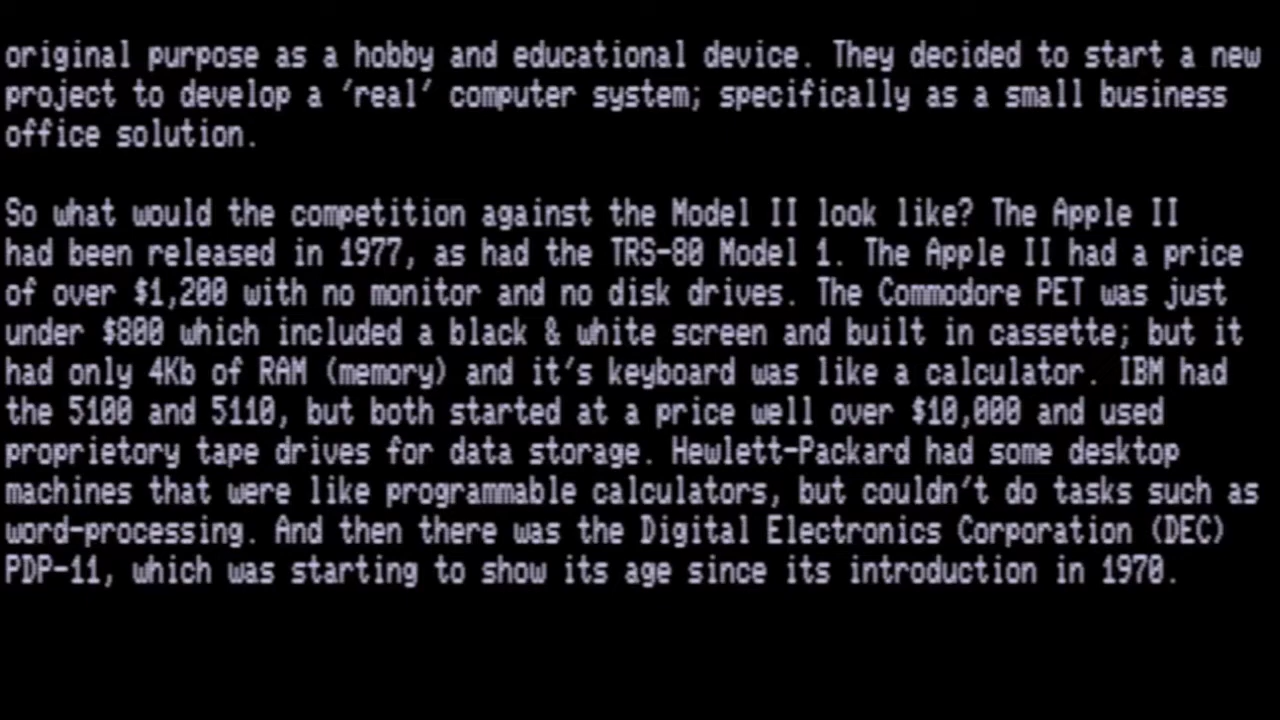 original purpose as a hobby and educational device. They decided to start a new
project to develop a 'real' computer system; specifically as a small business
office solution.
So what would the competition against the Model II look like? The Apple II
had been released in 1977, as had the TRS-80 Model 1. The Apple II had a price
of over $1,200 with no monitor and no disk drives. The Commodore PET was just
under $800 which included a black & white screen and built in cassette; but it
had only 4Kb of RAM (memory) and it's keyboard was like a calculator. IBM had
the 5100 and 5110, but both started at a price well over $10,000 and used
proprietory tape drives for data storage. Hewlett-Packard had some desktop
machines that were like programmable calculators, but couldn't do tasks such as
word-processing. And then there was the Digital Electronics Corporation (DEC)
PDP-11, which was starting to show its age since its introduction in 1970.